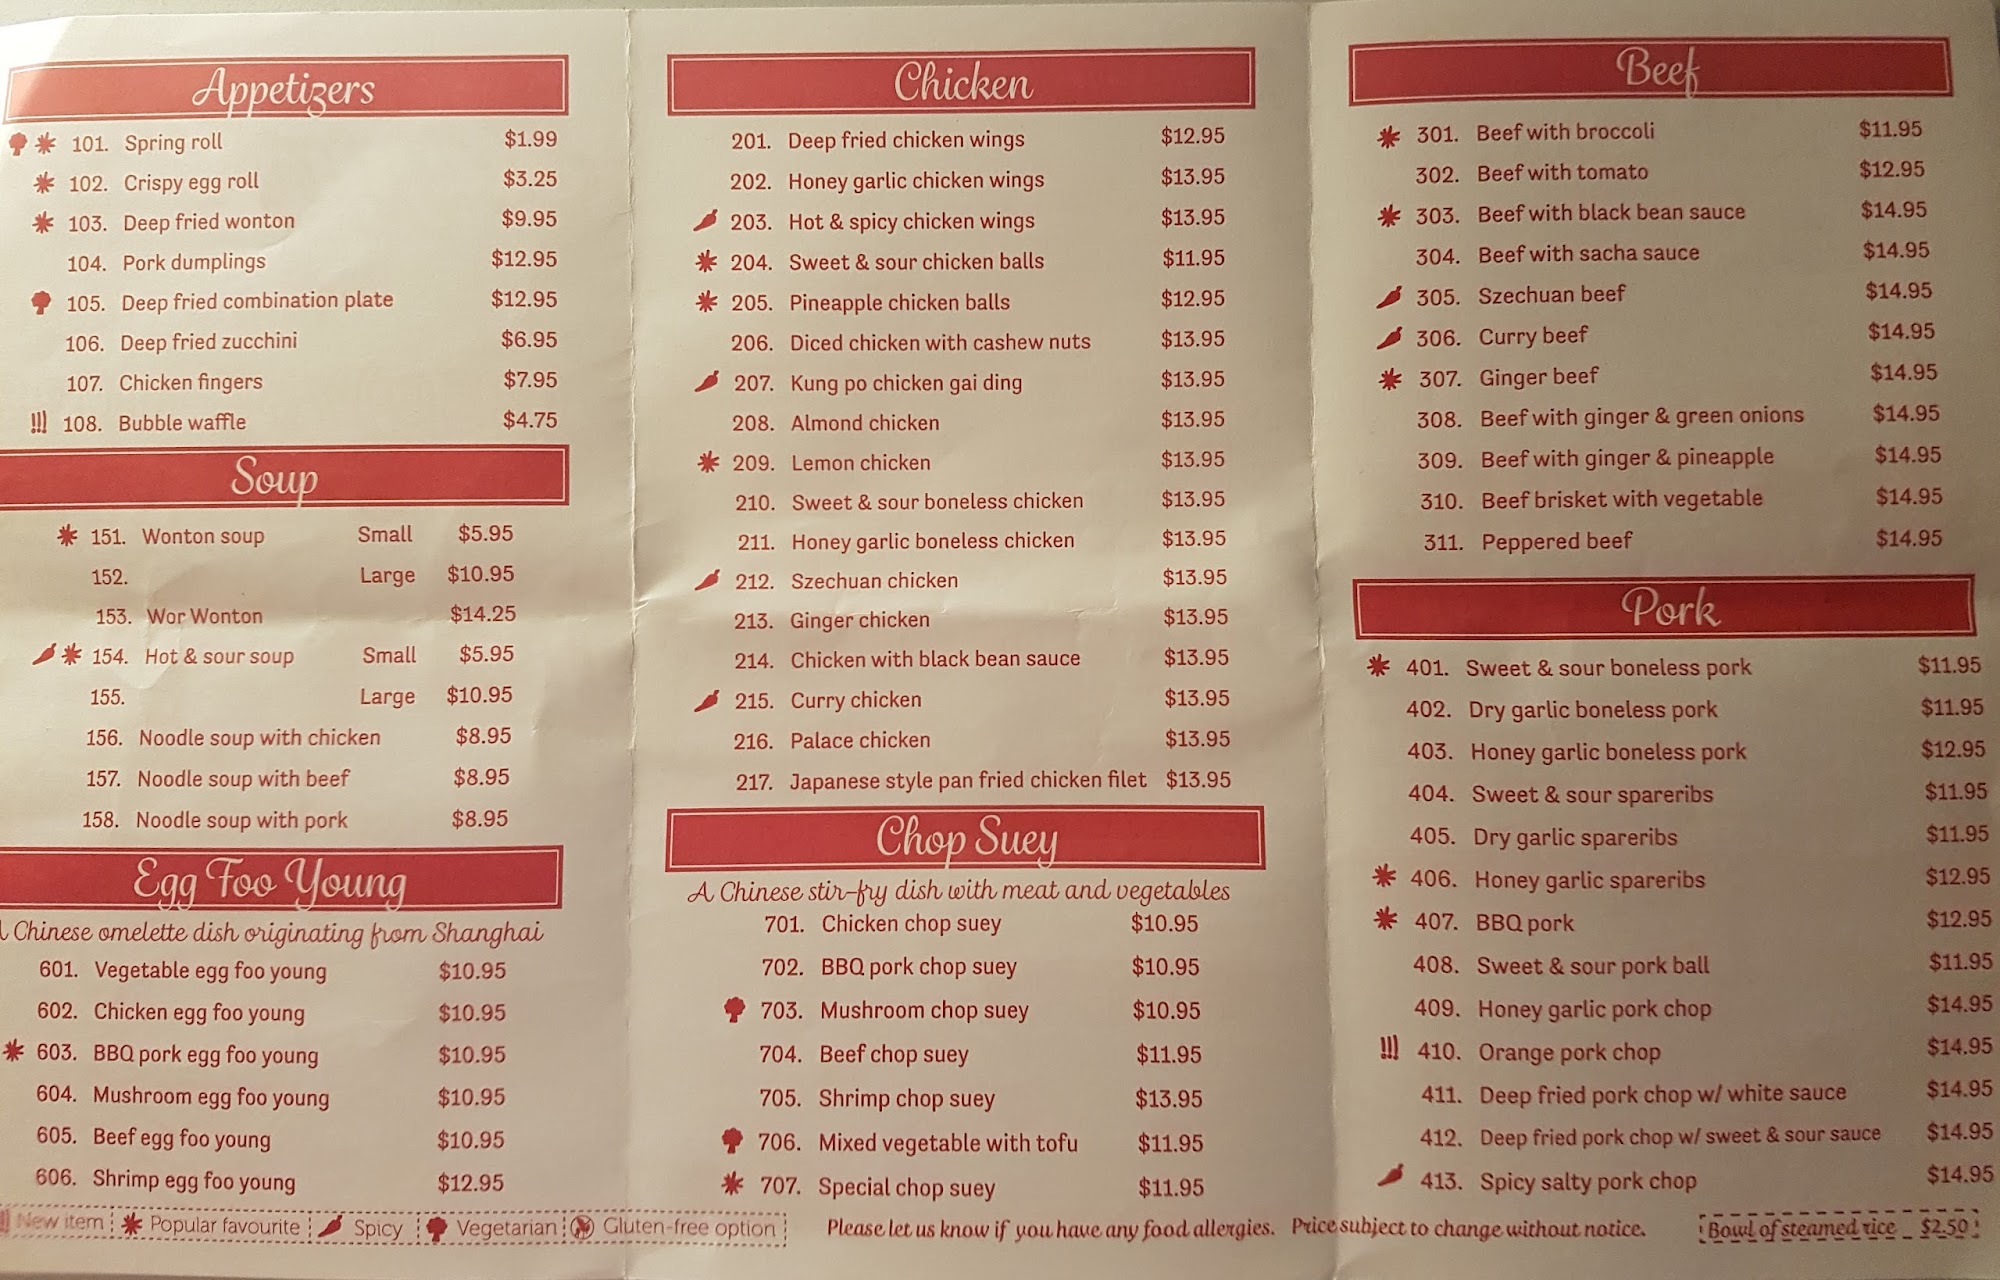 Appetizers
101. Spring roll $1.99
102. Crispy egg roll $3.25
103. Deep fried wonton $9.95
104. Pork dumplings $12.95
105. Deep fried combination plate $12.95
106. Deep fried zucchini $6.95
107. Chicken fingers $7.95
108. Bubble waffle $4.75
Soup
151. Wonton soup Small $5.95
152. Large $10.95
153. Wor Wonton $14.25
154. Hot & sour soup Small $5.95
155. Large $10.95
156. Noodle soup with chicken $8.95
157. Noodle soup with beef $8.95
158. Noodle soup with pork $8.95
Egg Foo Young
A Chinese omelette dish originating from Shanghai
601. Vegetable egg foo young $10.95
602. Chicken egg foo young $10.95
603. BBQ pork egg foo young $10.95
604. Mushroom egg foo young $10.95
605. Beef egg foo young $10.95
606. Shrimp egg foo young $12.95
Chicken
201. Deep fried chicken wings $12.95
202. Honey garlic chicken wings $13.95
203. Hot & spicy chicken wings $13.95
204. Sweet & sour chicken balls $11.95
205. Pineapple chicken balls $12.95
206. Diced chicken with cashew nuts $13.95
207. Kung po chicken gai ding $13.95
208. Almond chicken $13.95
209. Lemon chicken $13.95
210. Sweet & sour boneless chicken $13.95
211. Honey garlic boneless chicken $13.95
212. Szechuan chicken $13.95
213. Ginger chicken $13.95
214. Chicken with black bean sauce $13.95
215. Curry chicken $13.95
216. Palace chicken $13.95
217. Japanese style pan fried chicken filet $13.95
Chop Suey
A Chinese stir-fry dish with meat and vegetables
701. Chicken chop suey $10.95
702. BBQ pork chop suey $10.95
703. Mushroom chop suey $10.95
704. Beef chop suey $11.95
705. Shrimp chop suey $13.95
706. Mixed vegetable with tofu $11.95
707. Special chop suey $11.95
Beef
301. Beef with broccoli $11.95
302. Beef with tomato $12.95
303. Beef with black bean sauce $14.95
304. Beef with sacha sauce $14.95
305. Szechuan beef $14.95
306. Curry beef $14.95
307. Ginger beef $14.95
308. Beef with ginger & green onions $14.95
309. Beef with ginger & pineapple $14.95
310. Beef brisket with vegetable $14.95
311. Peppered beef $14.95
Pork
401. Sweet & sour boneless pork $11.95
402. Dry garlic boneless pork $11.95
403. Honey garlic boneless pork $12.95
404. Sweet & sour spareribs $11.95
405. Dry garlic spareribs $11.95
406. Honey garlic spareribs $12.95
407. BBQ pork $12.95
408. Sweet & sour pork ball $11.95
409. Honey garlic pork chop $14.95
410. Orange pork chop $14.95
411. Deep fried pork chop w/ white sauce $14.95
412. Deep fried pork chop w/ sweet & sour sauce $14.95
413. Spicy salty pork chop $14.95
New item Popular favourite Spicy Vegetarian Gluten-free option Please let us know if you have any food allergies. Price subject to change without notice. Bowl of steamed rice $2.50